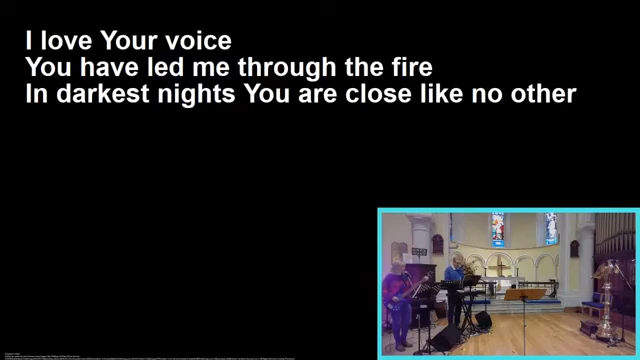 I love Your voice
You have led me through the fire
In darkest nights You are close like no other